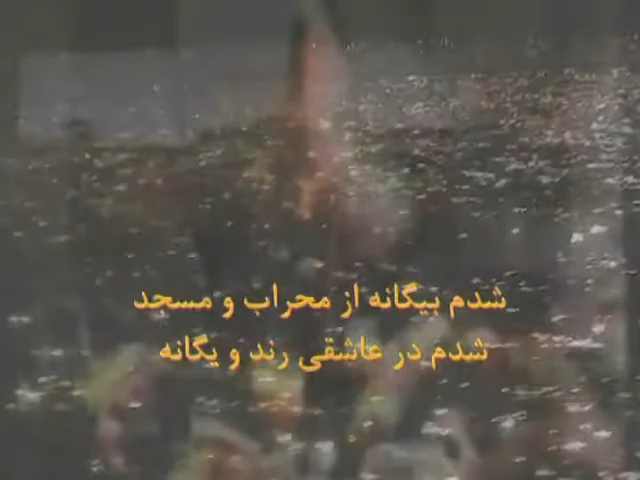 شدم بیگانه از محراب و مسجد
شدم در عاشقی رند و یگانه